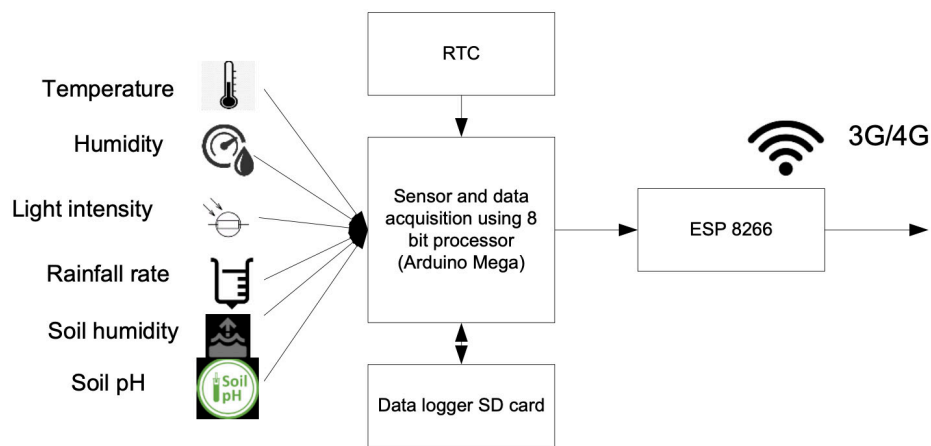 RTC
Temperature
Humidity
Light intensity
Rainfall rate
Soil humidity
Soil pH
Soil
pH
Sensor and data
acquisition using 8
bit processor
(Arduino Mega)
Data logger SD card
ESP 8266
3G/4G